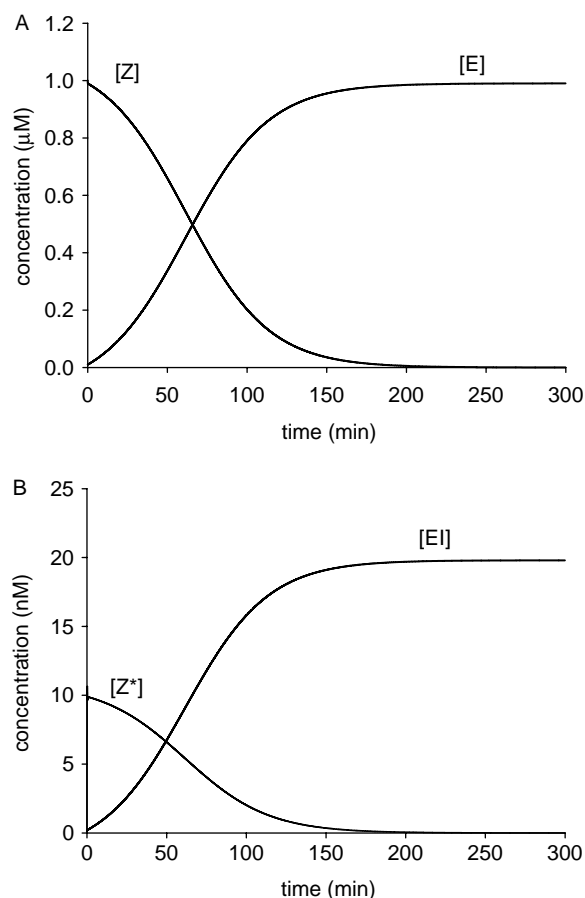 A
1.2
[Z]
[E]
1.0
0.8
0.6
0.4
0.2
0.0
concentration (μM)
0 50 100 150 200 250 300
time (min)
B
25
[EI]
20
15
[Z*]
10
5
0
concentration (nM)
0 50 100 150 200 250 300
time (min)